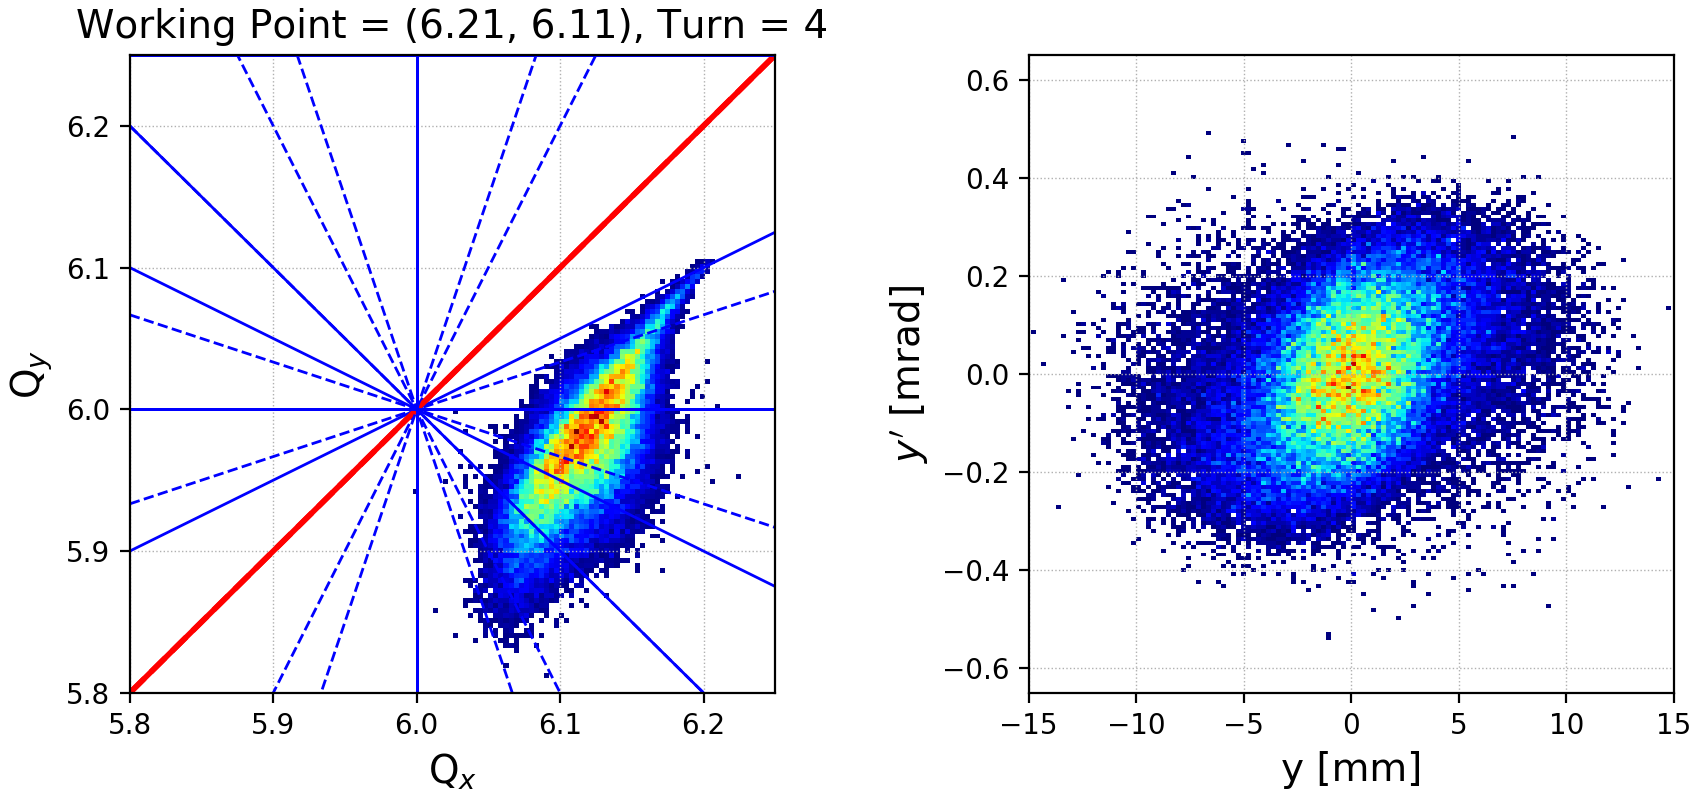 Working Point = (6.21, 6.11), Turn = 4
6.2
6.1
6.0
5.9
5.8
Q_y
5.8 5.9 6.0 6.1 6.2
Q_x
0.6
0.4
0.2
0.0
−0.2
−0.4
−0.6
y′ [mrad]
−15 −10 −5 0 5 10 15
y [mm]